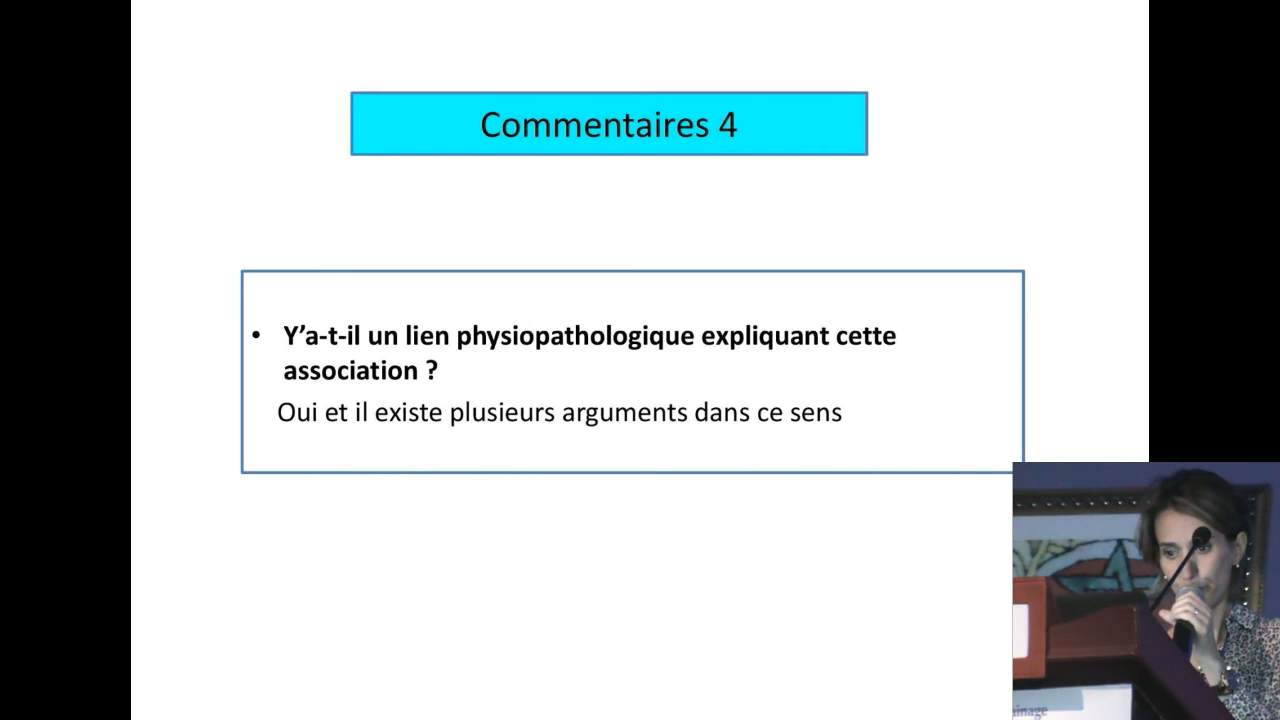 Commentaires 4
• Y’a-t-il un lien physiopathologique expliquant cette
association ?
Oui et il existe plusieurs arguments dans ce sens